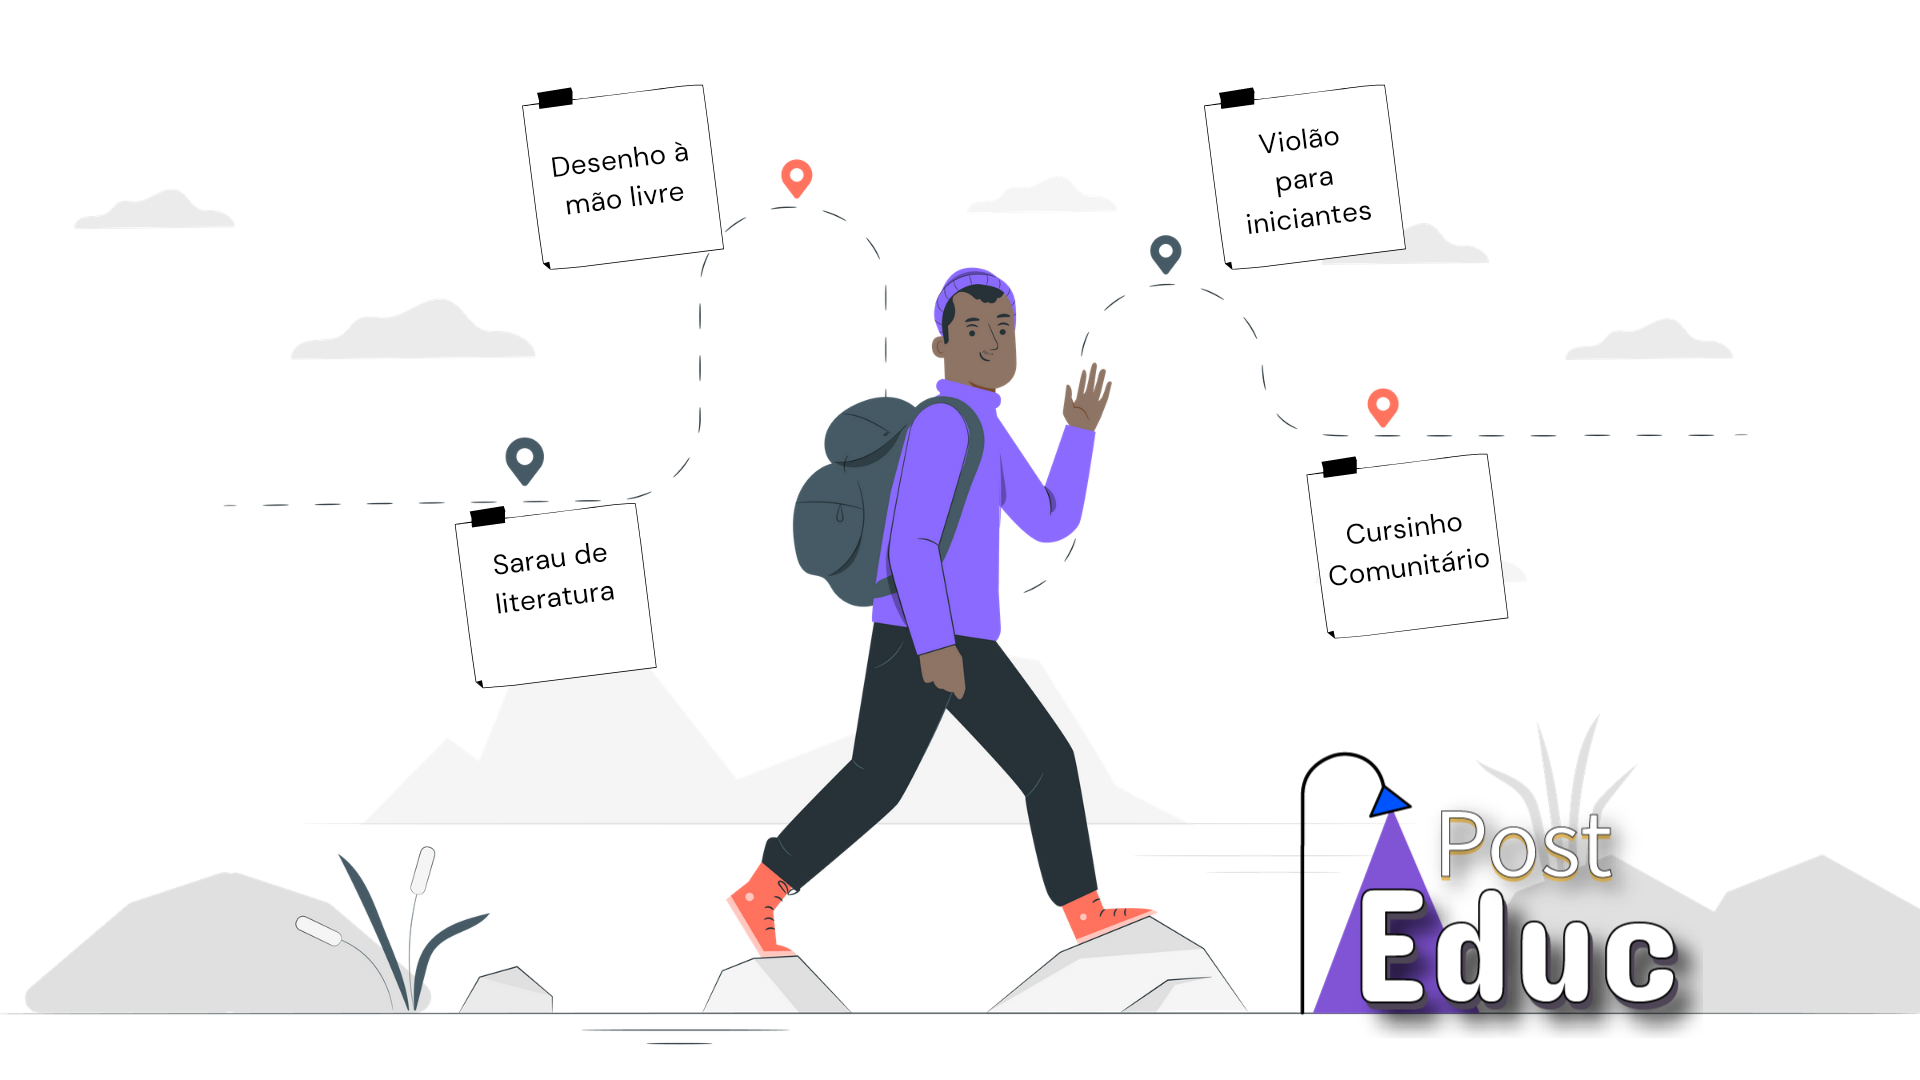 Desenho à
mão livre
Violão
para
iniciantes
Sarau de
literatura
Cursinho
Comunitário
Post
Educ